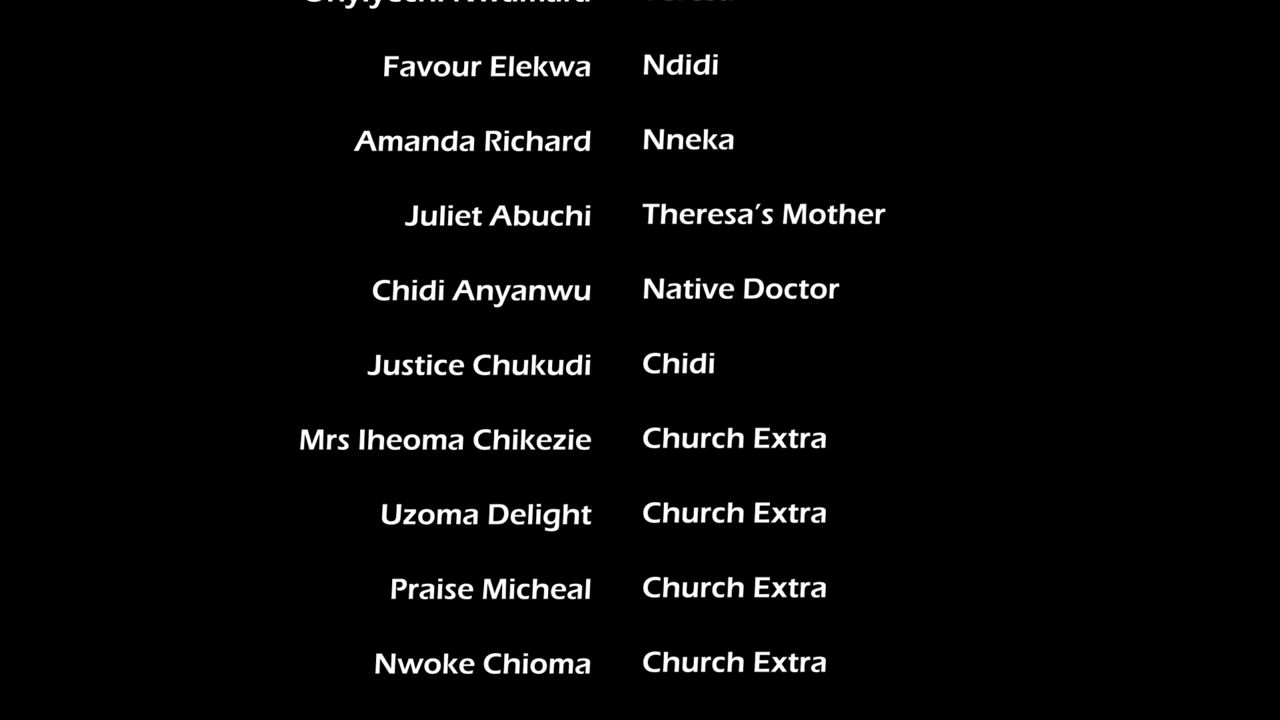 Favour Elekwa Ndidi
Amanda Richard Nneka
Juliet Abuchi Theresa's Mother
Chidi Anyanwu Native Doctor
Justice Chukudi Chidi
Mrs Iheoma Chikezie Church Extra
Uzoma Delight Church Extra
Praise Micheal Church Extra
Nwoke Chioma Church Extra